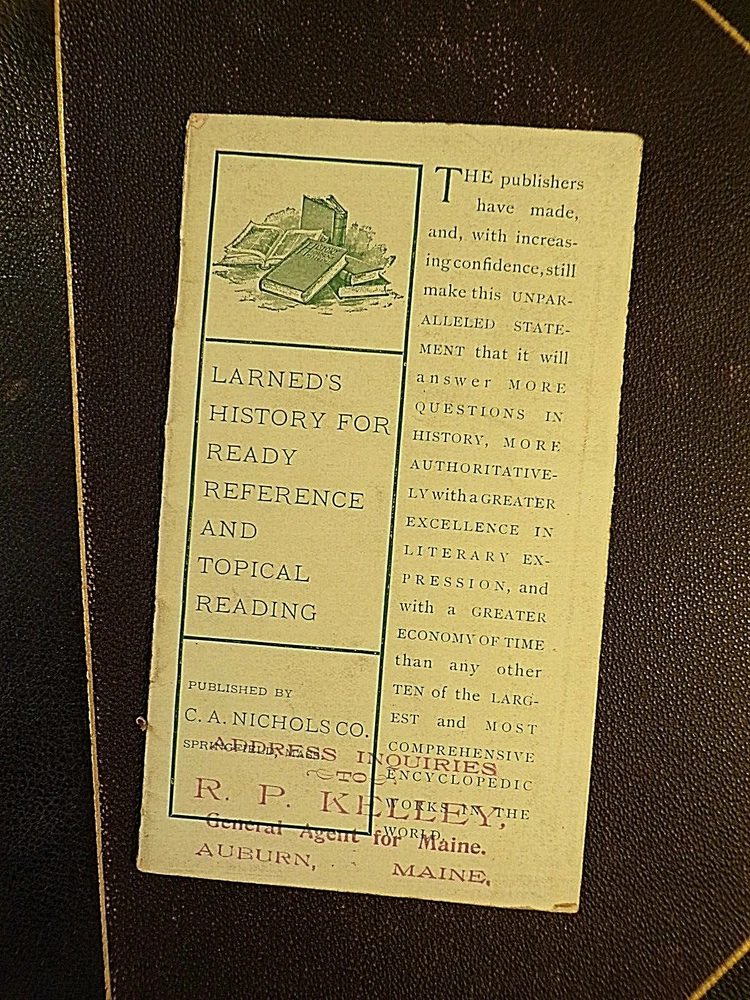 LARNED'S
HISTORY FOR
READY
REFERENCE
AND
TOPICAL
READING
PUBLISHED BY
C. A. NICHOLS CO.
SPRINGFIELD, MASS.
THE publishers
have made,
and, with increas-
ing confidence, still
make this UNPAR-
ALLELED STATE-
MENT that it will
answer MORE
QUESTIONS IN
HISTORY, MORE
AUTHORITATIVE-
LY with a GREATER
EXCELLENCE IN
LITERARY EX-
PRESSION, and
with a GREATER
ECONOMY OF TIME
than any other
TEN of the LARG-
EST and MOST
COMPREHENSIVE
ENCYCLOPEDIC
WORKS IN THE
WORLD.
ADDRESS INQUIRIES
TO
R. P. KELLEY,
General Agent for Maine.
AUBURN, MAINE.